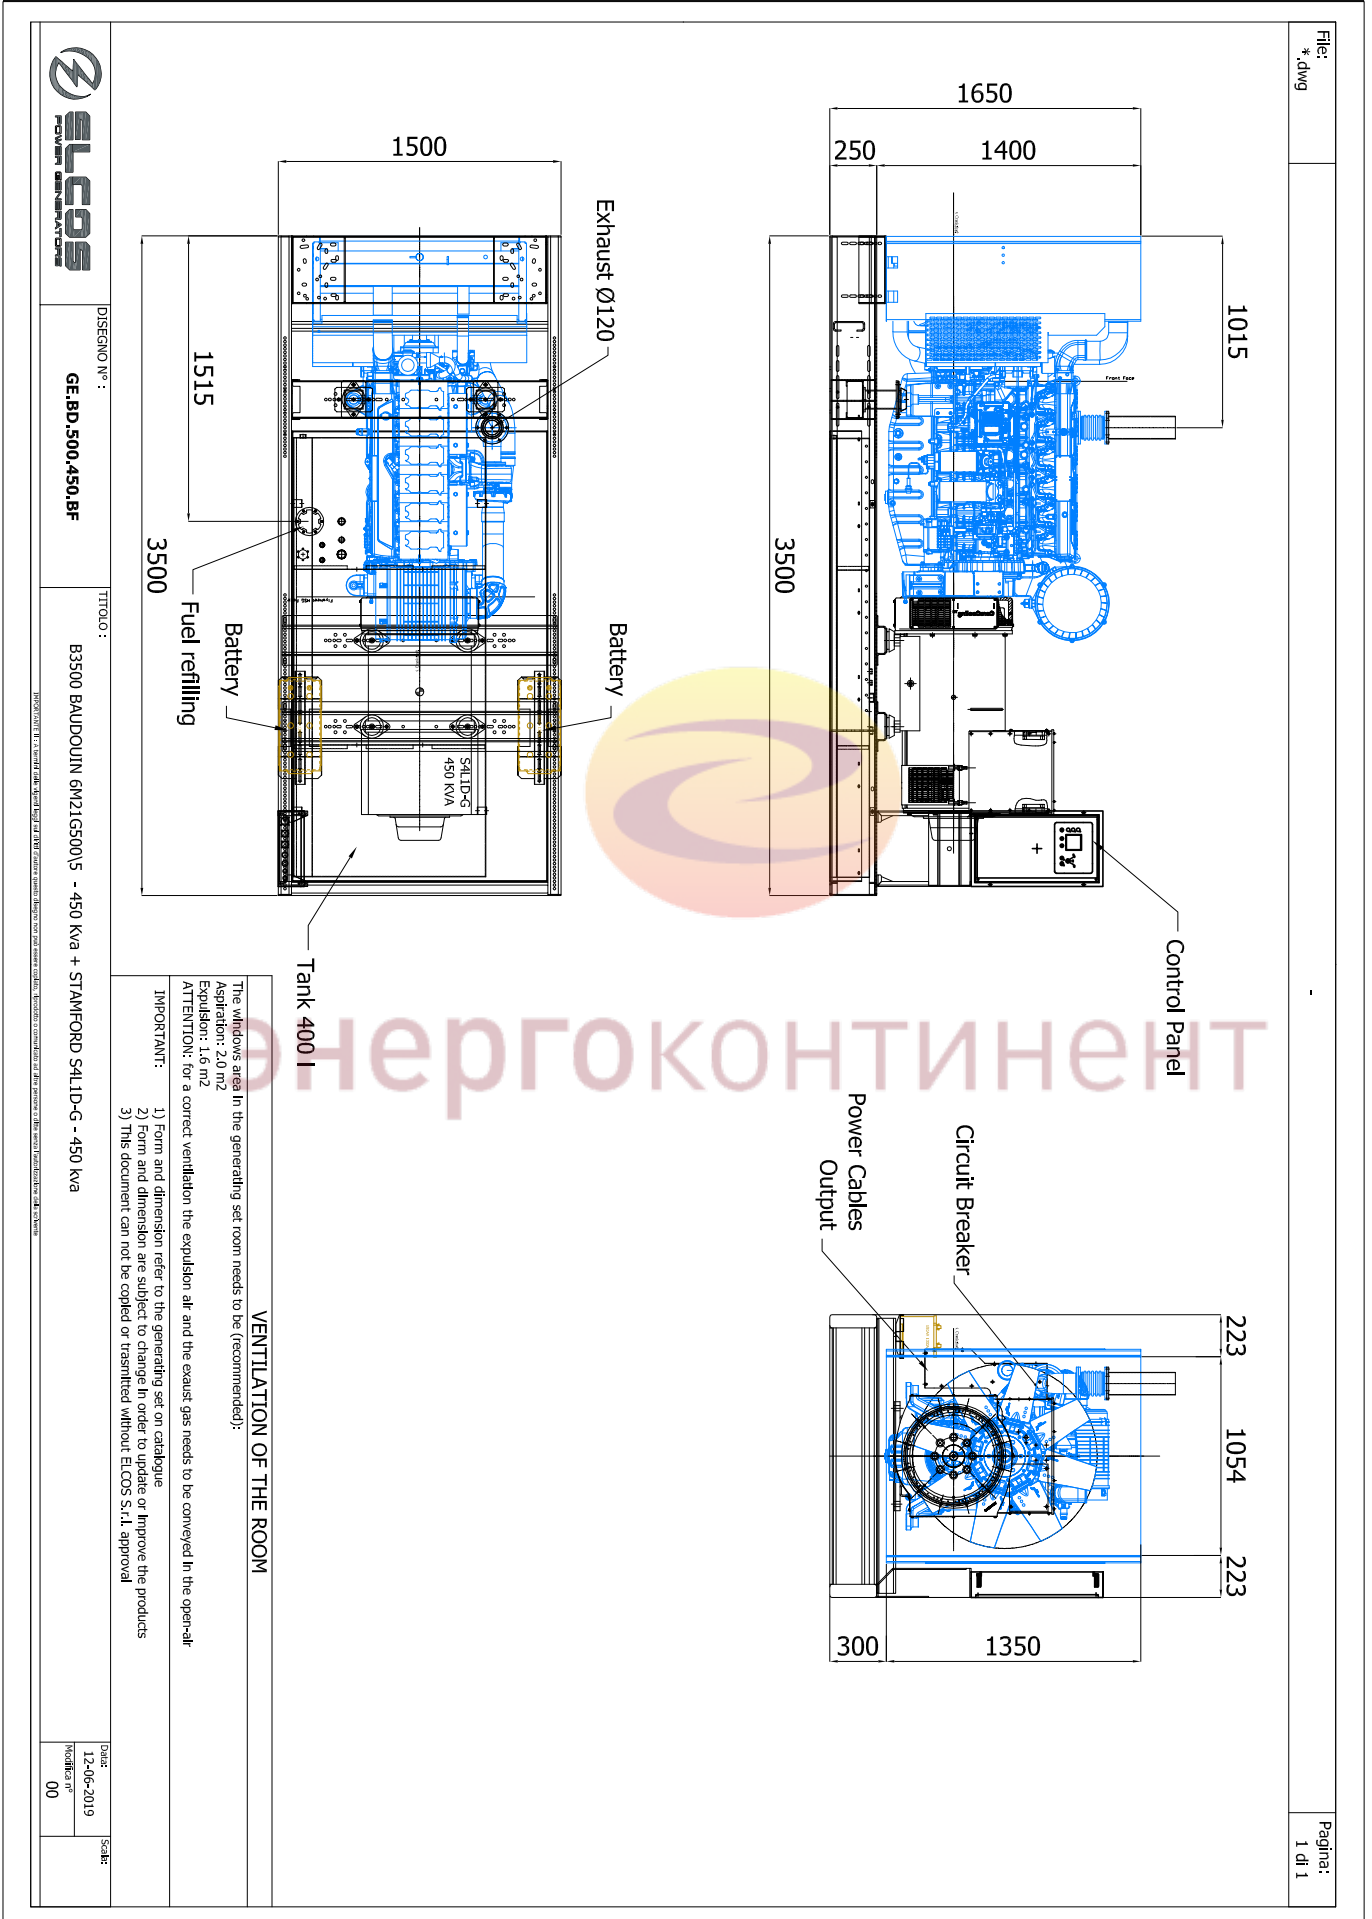 File:
*.dwg
-
Pagina:
1 di 1
1650
250
1400
1015
Front Face
3500
Control Panel
Circuit Breaker
Power Cables
Output
223
1054
223
300
1350
1500
Exhaust Ø120
1515
3500
Fuel refilling
Battery
Battery
S4L1D-G
450 KVA
Tank 400 l
энергоконтинент
VENTILATION OF THE ROOM
The windows area in the generating set room needs to be (recommended):
Aspiration: 2.0 m2
Expulsion: 1.6 m2
ATTENTION: for a correct ventilation the expulsion air and the exaust gas needs to be conveyed in the open-air
IMPORTANT:
1) Form and dimension refer to the generating set on catalogue
2) Form and dimension are subject to change in order to update or improve the products
3) This document can not be copied or trasmitted without ELCOS S.r.l. approval
ELCOS
POWER GENERATORS
DISEGNO N° :
GE.BD.500.450.BF
TITOLO :
B3500 BAUDOUIN 6M21G500\5 - 450 Kva + STAMFORD S4L1D-G - 450 kva
Data:
12-06-2019
Modifica n°
00
Scala: